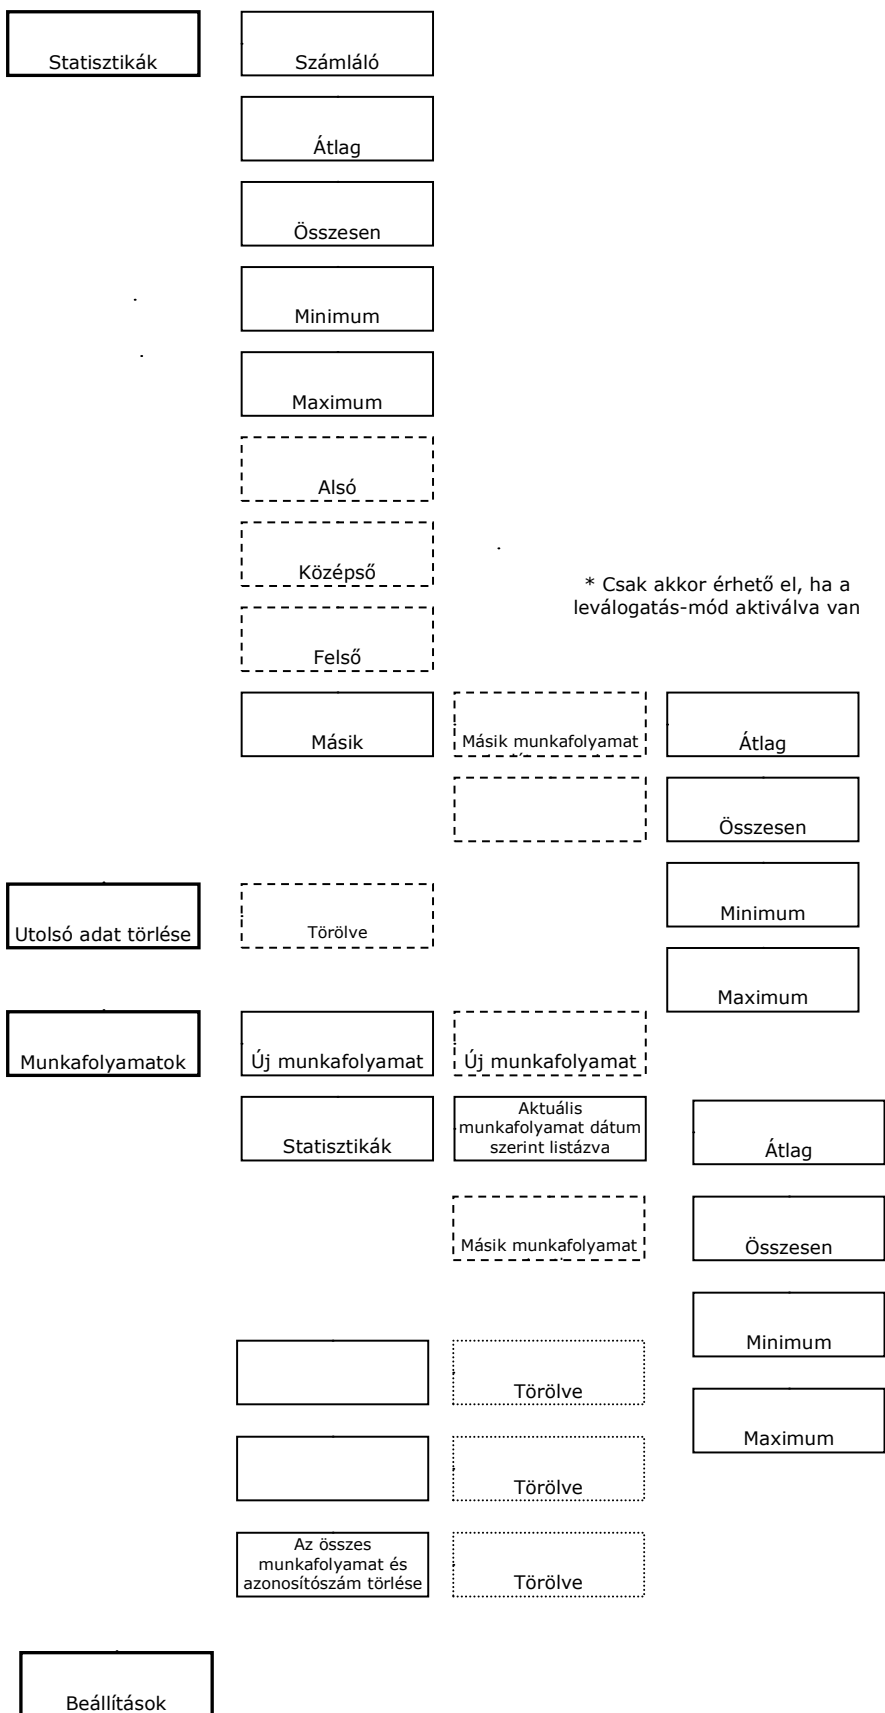 Statisztikák
Számláló
Átlag
Összesen
Minimum
Maximum
Alsó
Középső
* Csak akkor érhető el, ha a
leválogatás-mód aktiválva van
Felső
Másik
Másik munkafolyamat
Átlag
Összesen
Minimum
Utolsó adat törlése
Törölve
Maximum
Munkafolyamatok
Új munkafolyamat
Új munkafolyamat
Statisztikák
Aktuális
munkafolyamat dátum
szerint listázva
Átlag
Másik munkafolyamat
Összesen
Minimum
Törölve
Maximum
Törölve
Az összes
munkafolyamat és
azonosítószám törlése
Törölve
Beállítások